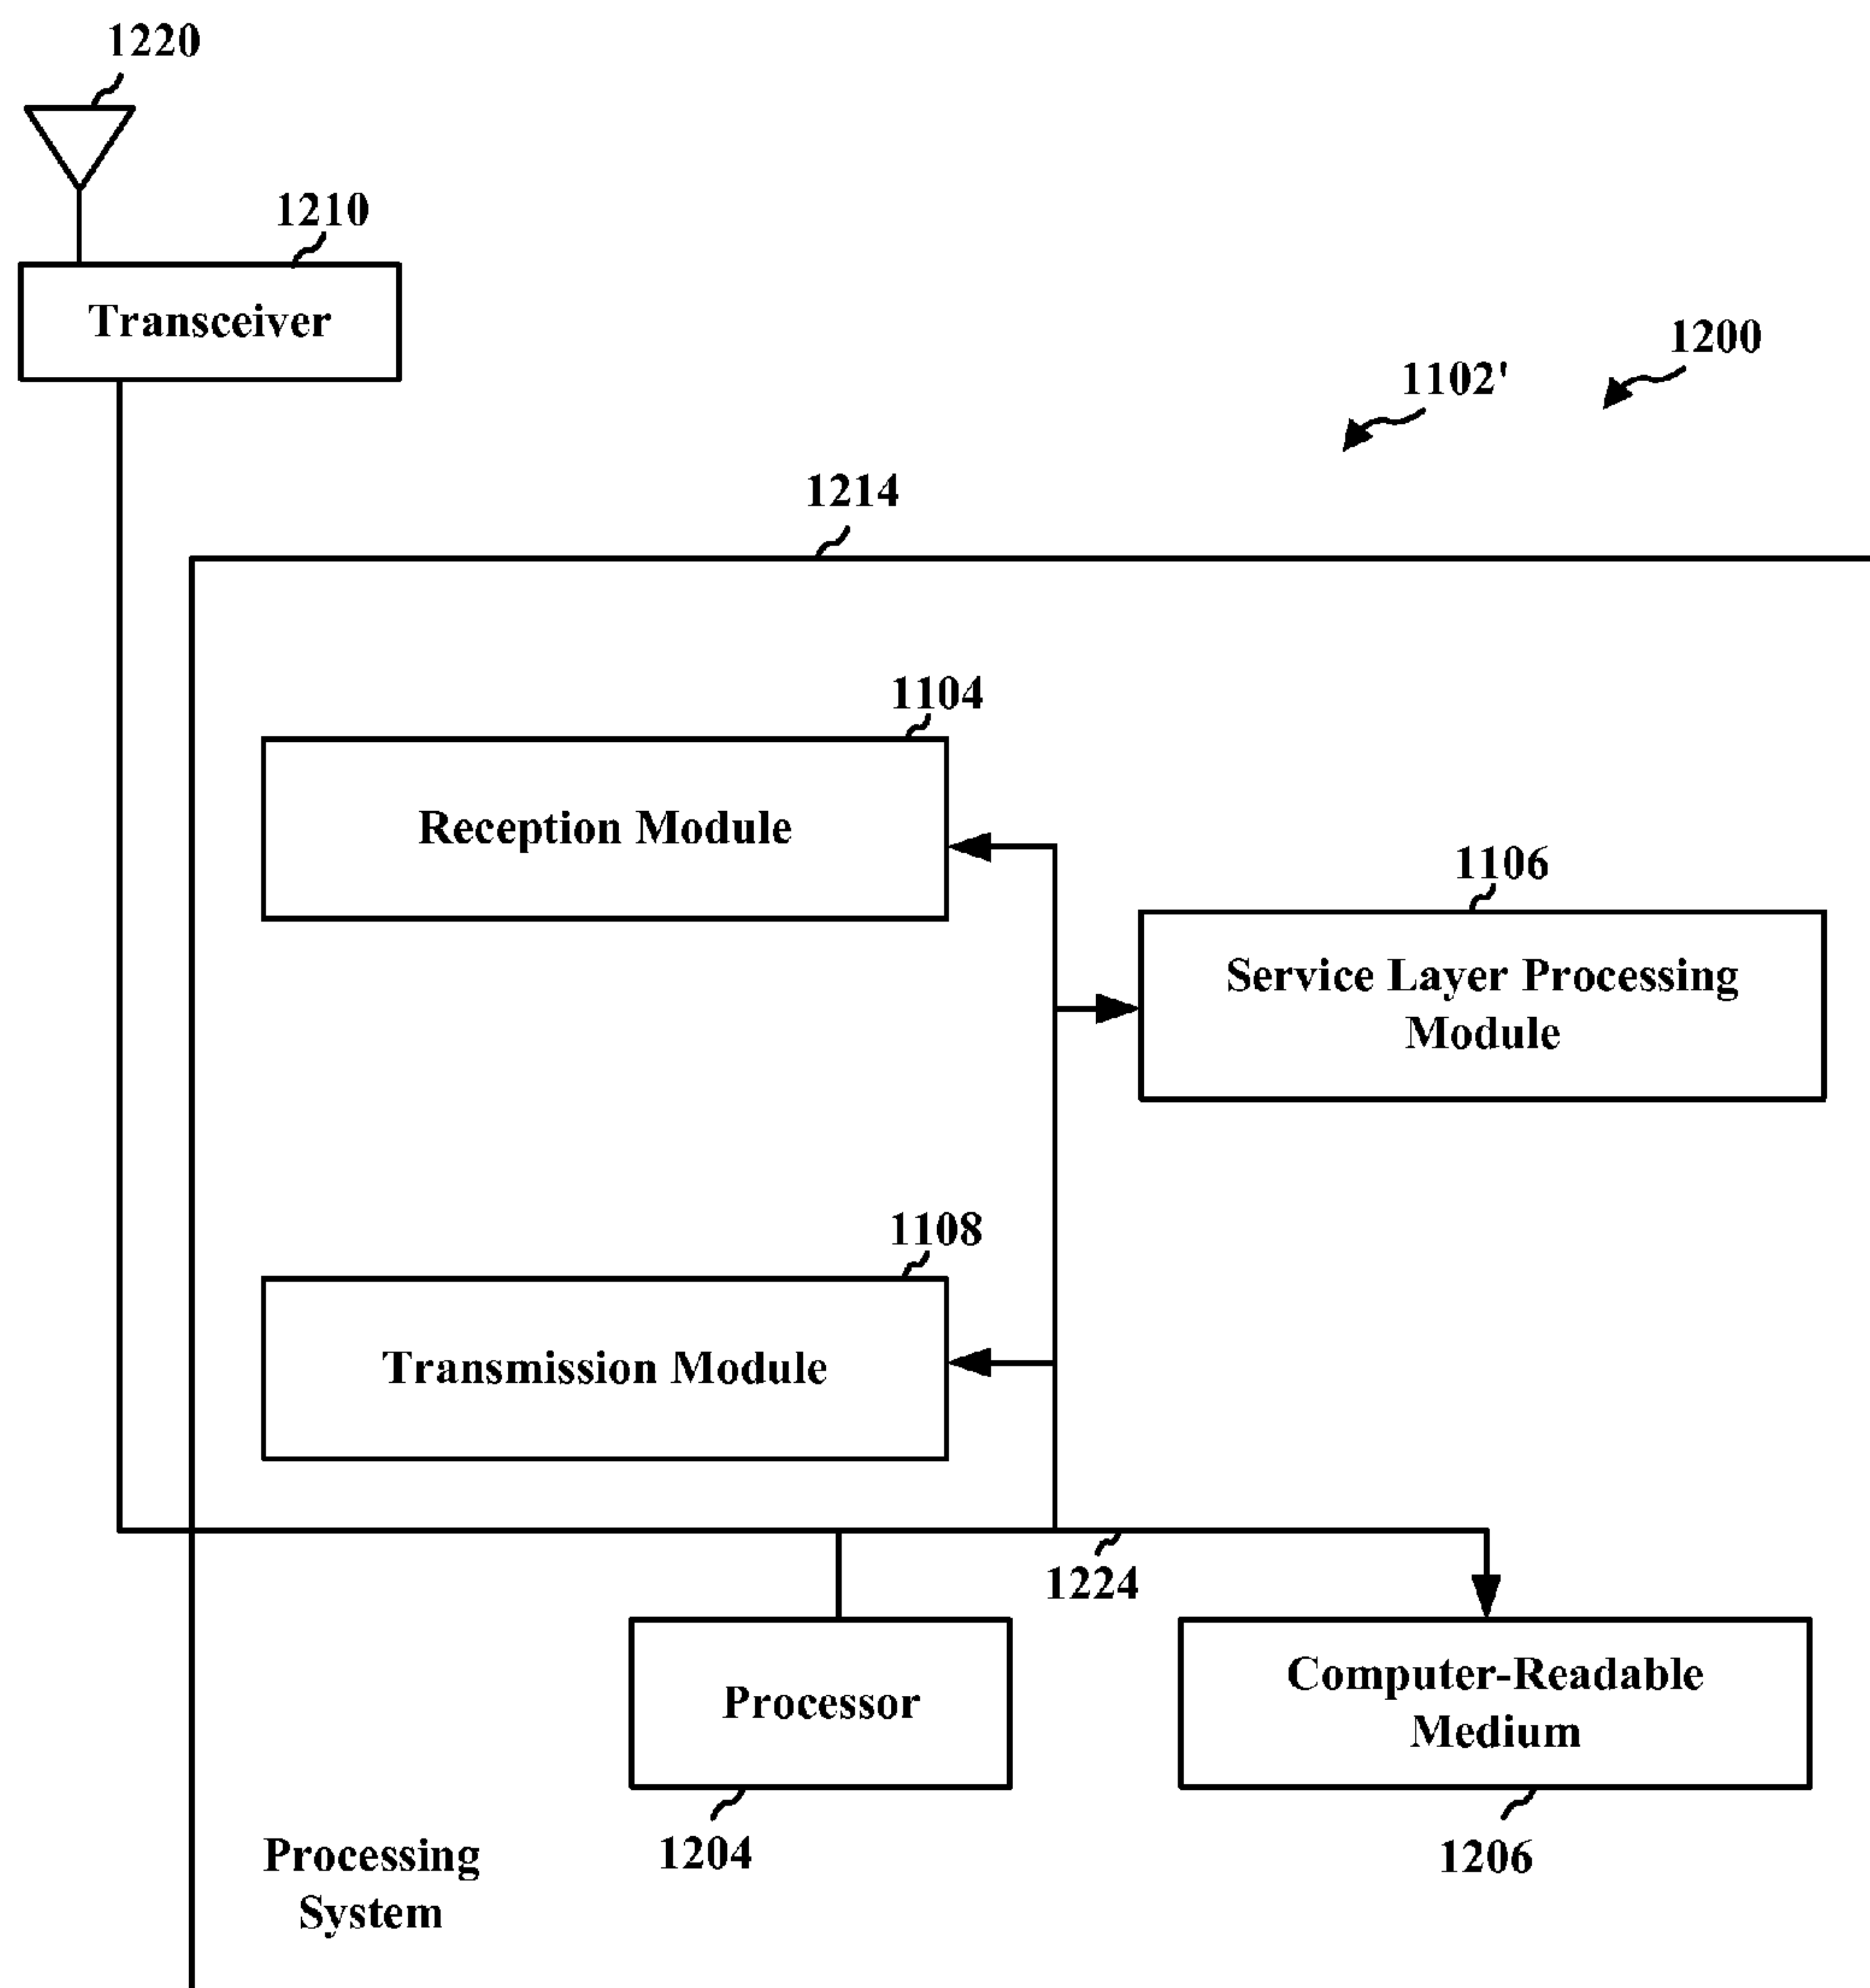 1220
1210
Transceiver
1200
1102'
1214
1104
Reception Module
1106
Service Layer Processing
Module
1108
Transmission Module
1224
Processor
Computer-Readable
Medium
1204
1206
Processing
System